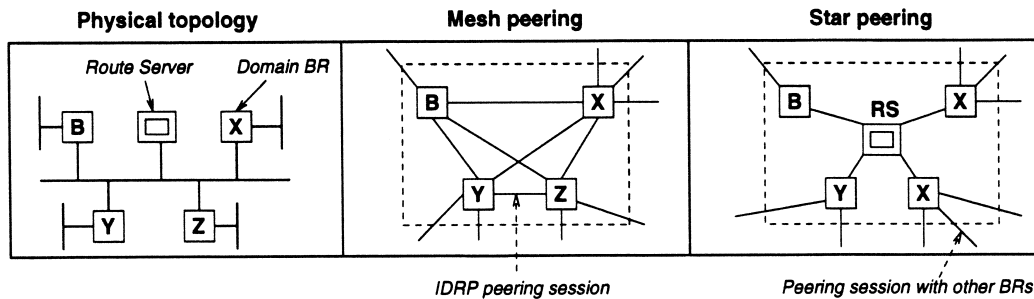 Physical topology
Mesh peering
Star peering
Route Server
Domain BR
B
X
Y
Z
B
X
Y
Z
B
RS
X
Y
X
IDRP peering session
Peering session with other BRs